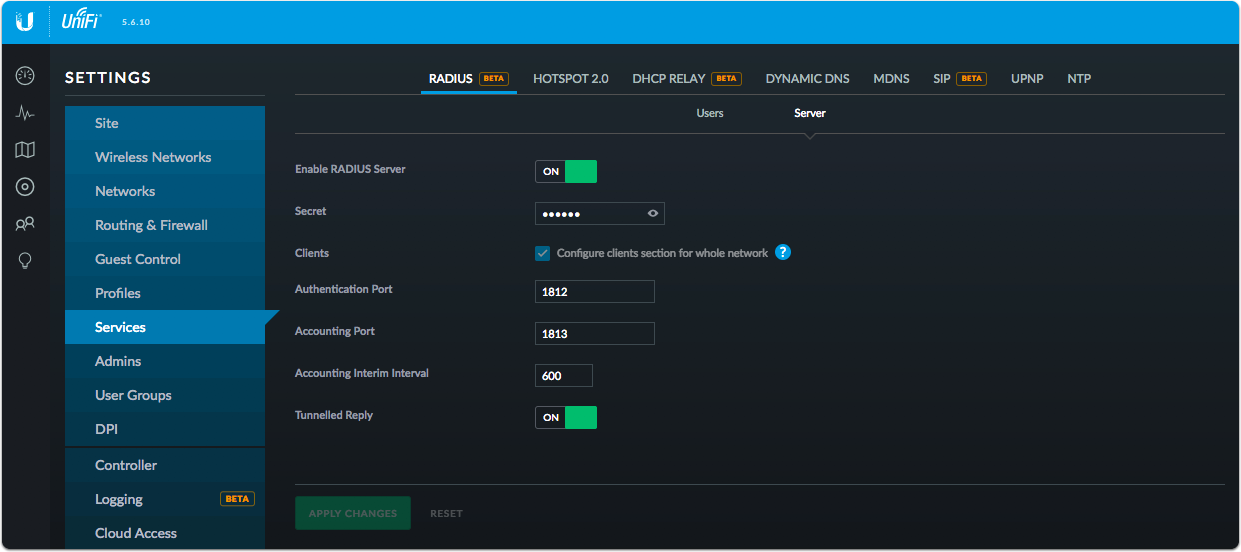 UniFi 5.6.10
SETTINGS
Site
Wireless Networks
Networks
Routing & Firewall
Guest Control
Profiles
Services
Admins
User Groups
DPI
Controller
Logging BETA
Cloud Access
RADIUS BETA HOTSPOT 2.0 DHCP RELAY BETA DYNAMIC DNS MDNS SIP BETA UPNP NTP
Users Server
Enable RADIUS Server ON
Secret ••••••
Clients Configure clients section for whole network ?
Authentication Port 1812
Accounting Port 1813
Accounting Interim Interval 600
Tunnelled Reply ON
APPLY CHANGES RESET